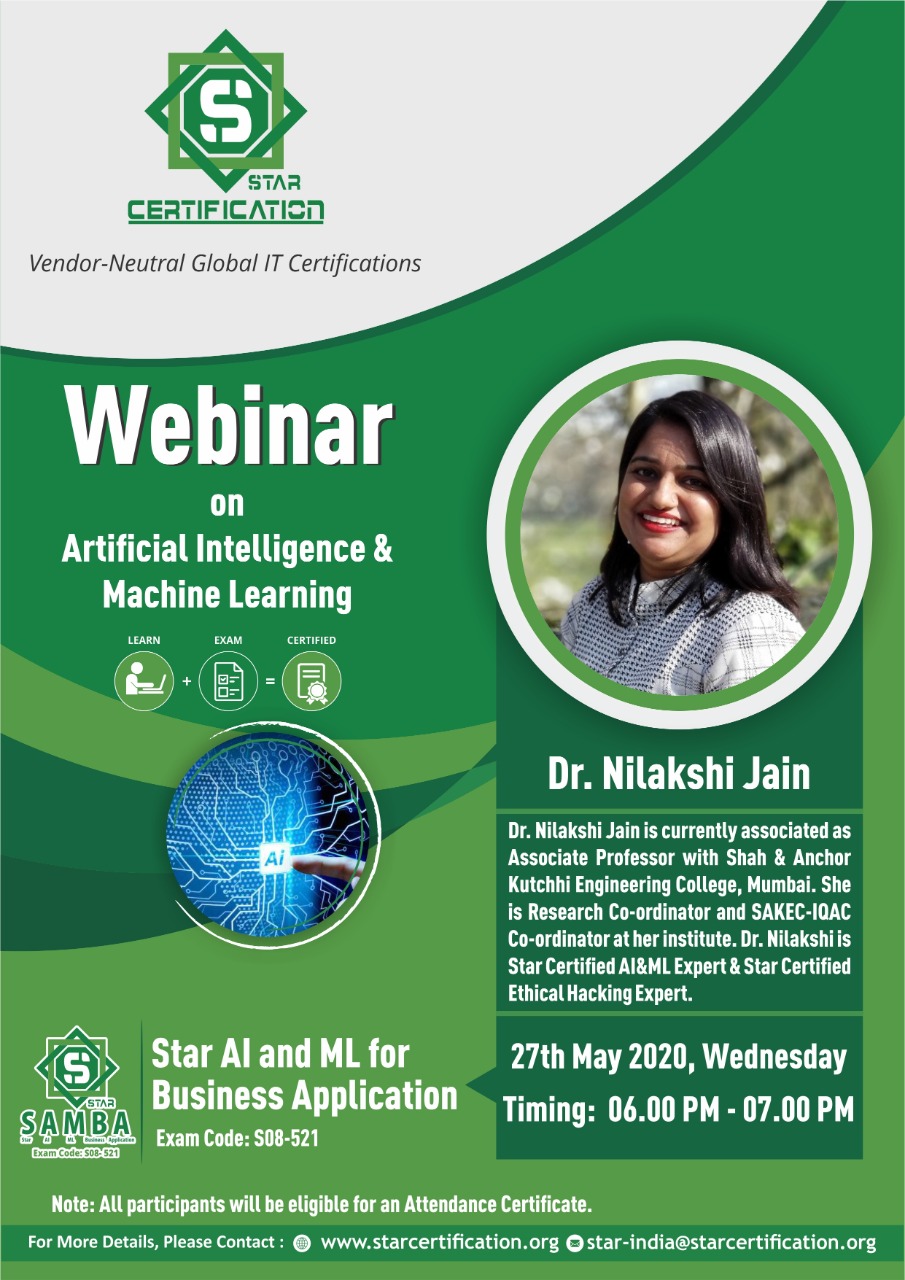 S
STAR
CERTIFICATION
Vendor-Neutral Global IT Certifications
Webinar
on
Artificial Intelligence &
Machine Learning
LEARN EXAM CERTIFIED
+ =
Ai
Dr. Nilakshi Jain
Dr. Nilakshi Jain is currently associated as
Associate Professor with Shah & Anchor
Kutchhi Engineering College, Mumbai. She
is Research Co-ordinator and SAKEC-IQAC
Co-ordinator at her institute. Dr. Nilakshi is
Star Certified AI&ML Expert & Star Certified
Ethical Hacking Expert.
S
STAR
SAMBA
Star AI ML Business Application
Exam Code: S08-521
Star AI and ML for
Business Application
Exam Code: S08-521
27th May 2020, Wednesday
Timing: 06.00 PM - 07.00 PM
Note: All participants will be eligible for an Attendance Certificate.
For More Details, Please Contact : www.starcertification.org star-india@starcertification.org